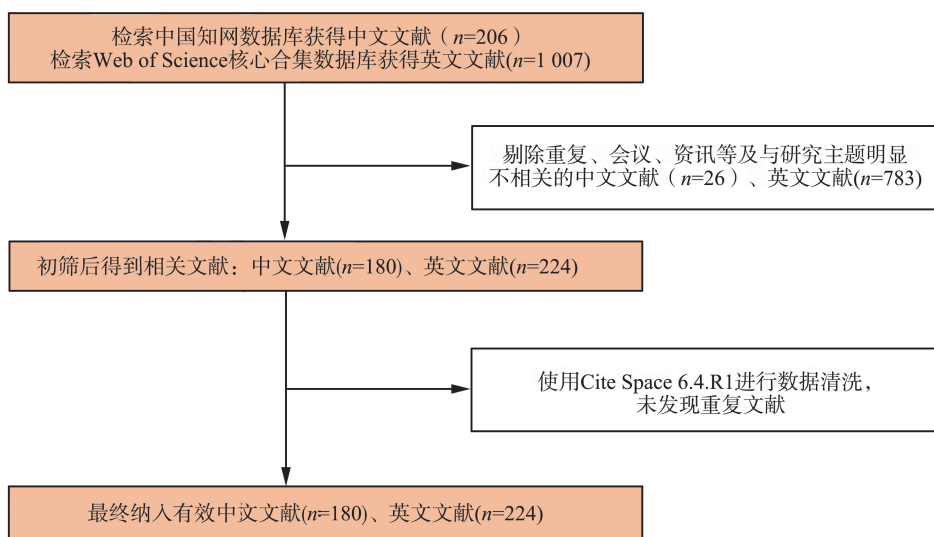 检索中国知网数据库获得中文文献（n=206）
检索Web of Science核心合集数据库获得英文文献(n=1 007)
剔除重复、会议、资讯等及与研究主题明显
不相关的中文文献（n=26）、英文文献(n=783)
初筛后得到相关文献：中文文献(n=180)、英文文献(n=224)
使用Cite Space 6.4.R1进行数据清洗，
未发现重复文献
最终纳入有效中文文献(n=180)、英文文献(n=224)